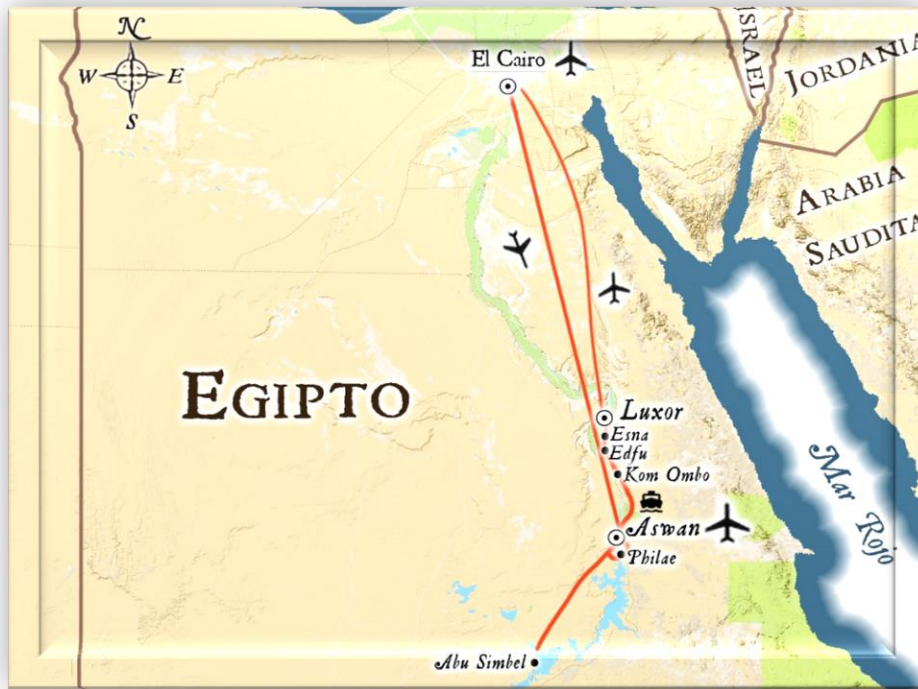 N
W E
S
El Cairo
ISRAEL
JORDANIA
ARABIA
SAUDITA
EGIPTO
Luxor
Esna
Edfu
Kom Ombo
Aswan
Philae
Mar Rojo
Abu Simbel